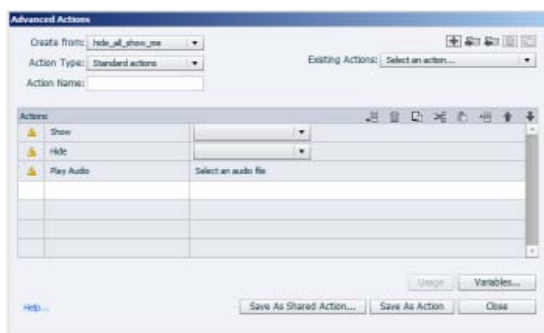 Advanced Actions
Create from: hide_all_show_me
Action Type: Standard actions
Existing Actions: Select an action...
Action Name:
Actions
Show
Hide
Play Audio Select an audio file
Usage Variables...
Help... Save As Shared Action... Save As Action Close